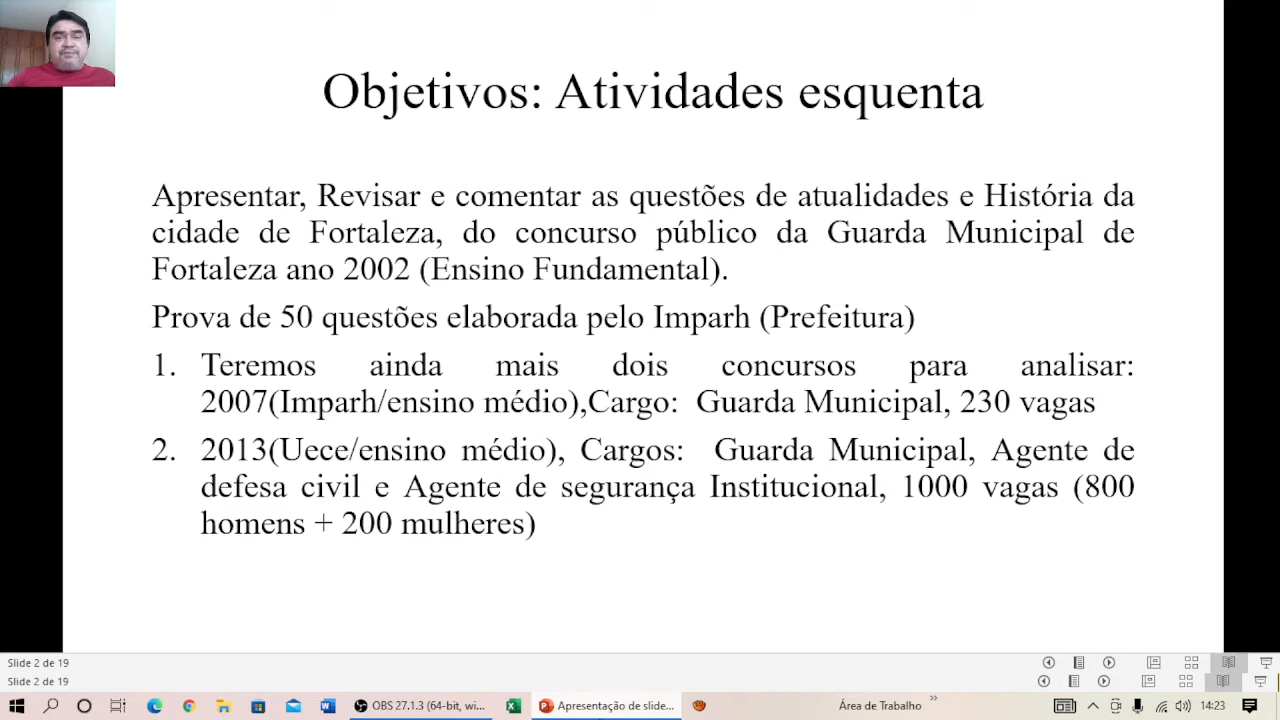 Objetivos: Atividades esquenta
Apresentar, Revisar e comentar as questões de atualidades e História da
cidade de Fortaleza, do concurso público da Guarda Municipal de
Fortaleza ano 2002 (Ensino Fundamental).
Prova de 50 questões elaborada pelo Imparh (Prefeitura)
1. Teremos ainda mais dois concursos para analisar:
2007(Imparh/ensino médio),Cargo: Guarda Municipal, 230 vagas
2. 2013(Uece/ensino médio), Cargos: Guarda Municipal, Agente de
defesa civil e Agente de segurança Institucional, 1000 vagas (800
homens + 200 mulheres)
Slide 2 de 19
Slide 2 de 19
OBS 27.1.3 (64-bit, wi...
Apresentação de slide...
Área de Trabalho
14:23